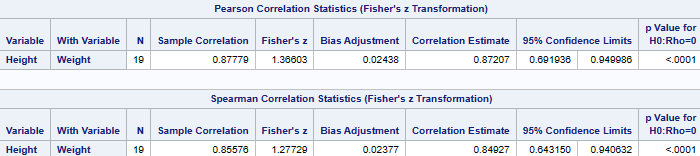 Pearson Correlation Statistics (Fisher's z Transformation)
Variable With Variable N Sample Correlation Fisher's z Bias Adjustment Correlation Estimate 95% Confidence Limits p Value for H0:Rho=0
Height Weight 19 0.87779 1.36603 0.02438 0.87207 0.691936 0.949986 <.0001
Spearman Correlation Statistics (Fisher's z Transformation)
Variable With Variable N Sample Correlation Fisher's z Bias Adjustment Correlation Estimate 95% Confidence Limits p Value for H0:Rho=0
Height Weight 19 0.85576 1.27729 0.02377 0.84927 0.643150 0.940632 <.0001